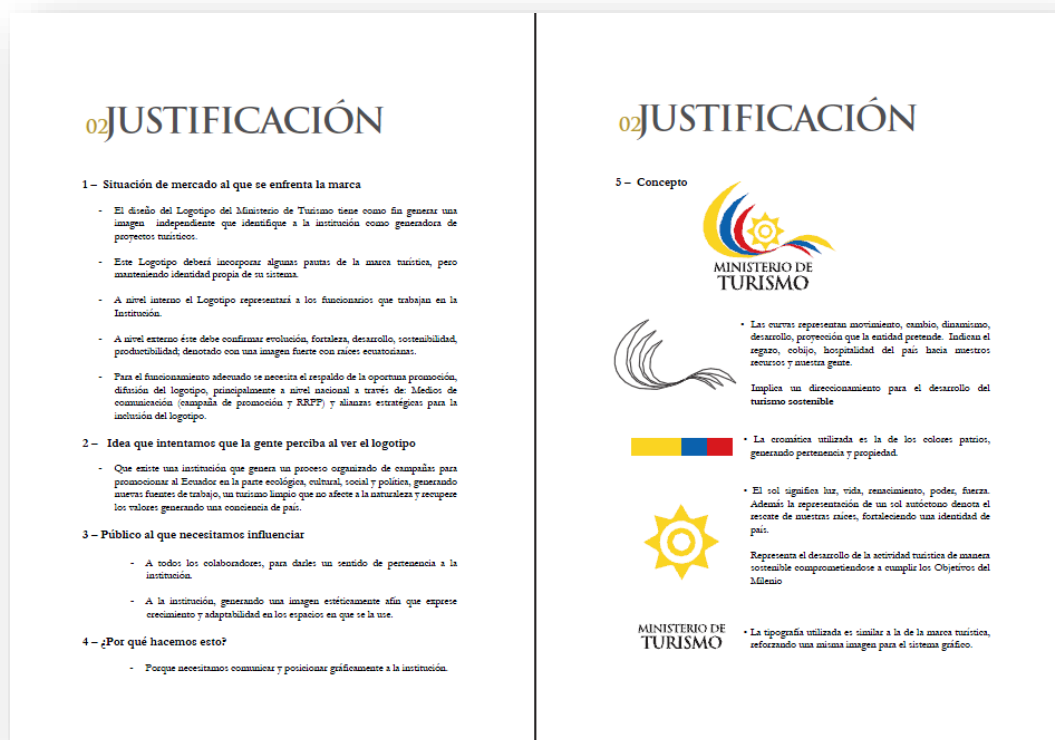 02 JUSTIFICACIÓN
1 – Situación de mercado al que se enfrenta la marca
- El diseño del Logotipo del Ministerio de Turismo tiene como fin generar una
imagen independiente que identifique a la institución como generadora de
proyectos turísticos.
- Este Logotipo deberá incorporar algunas pautas de la marca turística, pero
manteniendo identidad propia de su sistema.
- A nivel interno el Logotipo representará a los funcionarios que trabajan en la
Institución.
- A nivel externo éste debe confirmar evolución, fortaleza, desarrollo, sostenibilidad,
productibilidad; denotado con una imagen fuerte con raíces ecuatorianas.
- Para el funcionamiento adecuado se necesita el respaldo de la oportuna promoción,
difusión del logotipo, principalmente a nivel nacional a través de: Medios de
comunicación (campaña de promoción y RRPP) y alianzas estratégicas para la
inclusión del logotipo.
2 – Idea que intentamos que la gente perciba al ver el logotipo
- Que existe una institución que genera un proceso organizado de campañas para
promocionar al Ecuador en la parte ecológica, cultural, social y política, generando
nuevas fuentes de trabajo, un turismo limpio que no afecte a la naturaleza y recupere
los valores generando una conciencia de país.
3 – Público al que necesitamos influenciar
- A todos los colaboradores, para darles un sentido de pertenencia a la
institución.
- A la institución, generando una imagen estéticamente afín que exprese
crecimiento y adaptabilidad en los espacios en que se la use.
4 – ¿Por qué hacemos esto?
- Porque necesitamos comunicar y posicionar gráficamente a la institución.
02 JUSTIFICACIÓN
5 – Concepto
MINISTERIO DE
TURISMO
• Las curvas representan movimiento, cambio, dinamismo,
desarrollo, proyección que la entidad pretende. Indican el
regazo, cobijo, hospitalidad del país hacia nuestros
recursos y nuestra gente.
Implica un direccionamiento para el desarrollo del
turismo sostenible
• La cromática utilizada es la de los colores patrios,
generando pertenencia y propiedad.
• El sol significa luz, vida, renacimiento, poder, fuerza.
Además la representación de un sol autóctono denota el
rescate de nuestras raíces, fortaleciendo una identidad de
país.
Representa el desarrollo de la actividad turística de manera
sostenible comprometiendose a cumplir los Objetivos del
Milenio
MINISTERIO DE
TURISMO
• La tipografía utilizada es similar a la de la marca turística,
reforzando una misma imagen para el sistema gráfico.